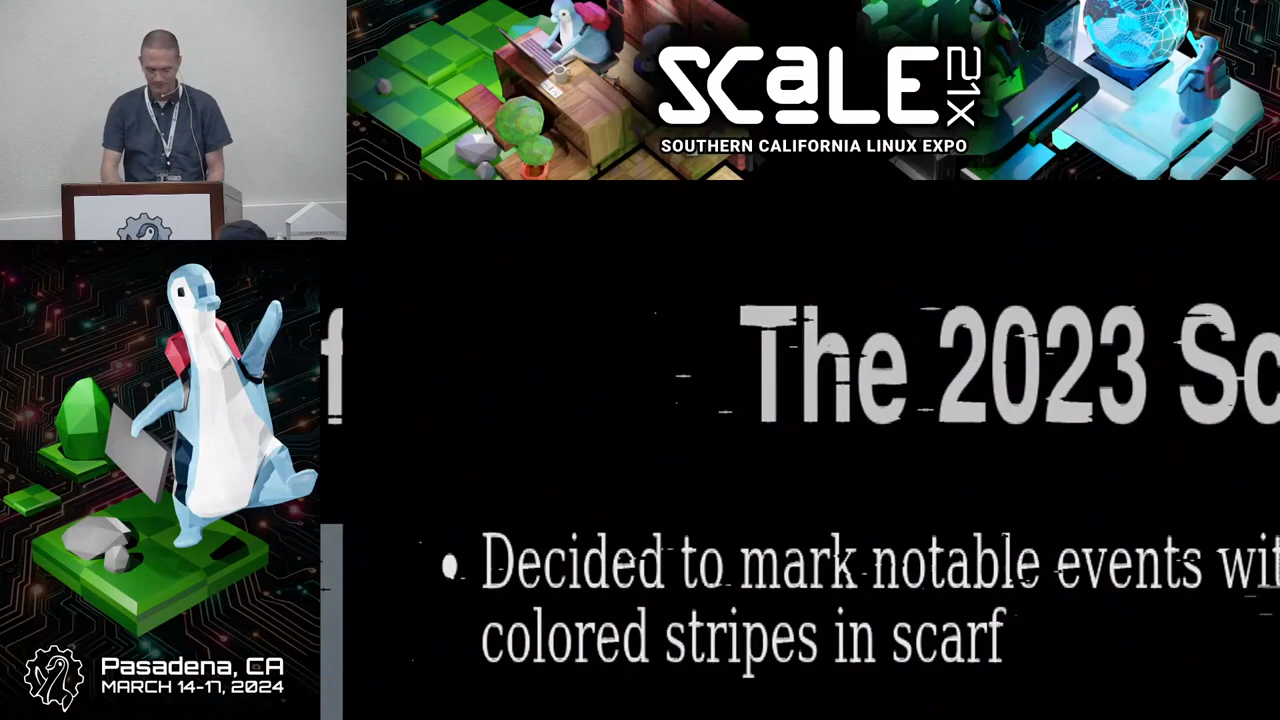 SCaLE 21x
SOUTHERN CALIFORNIA LINUX EXPO
f
The 2023 Sc
• Decided to mark notable events wit
colored stripes in scarf
Pasadena, CA
MARCH 14-17, 2024